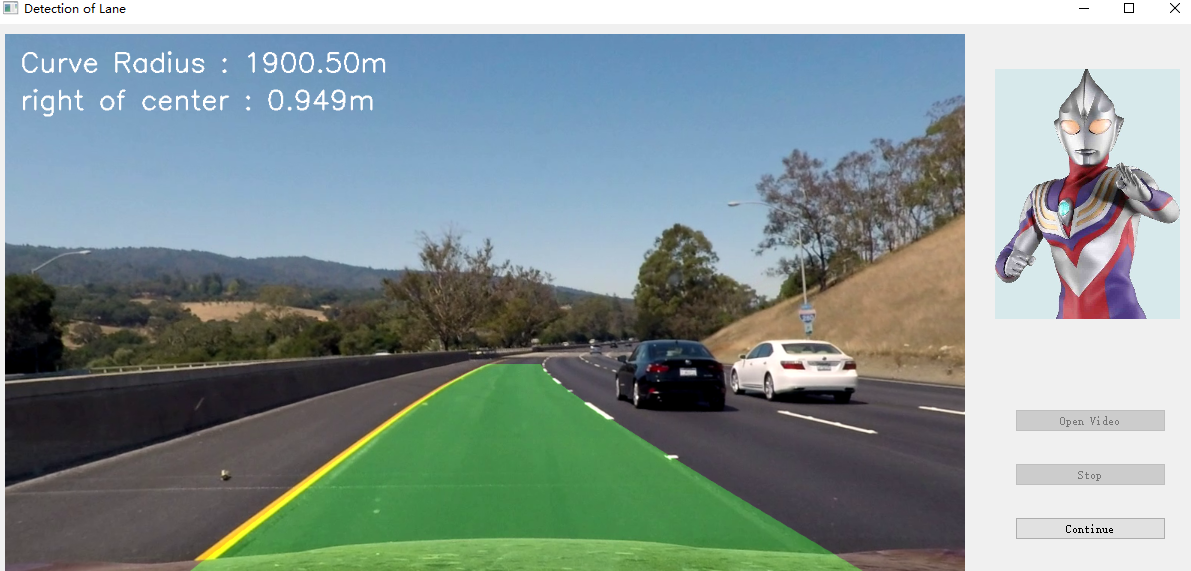 Detection of Lane
Curve Radius : 1900.50m
right of center : 0.949m
Open Video
Stop
Continue